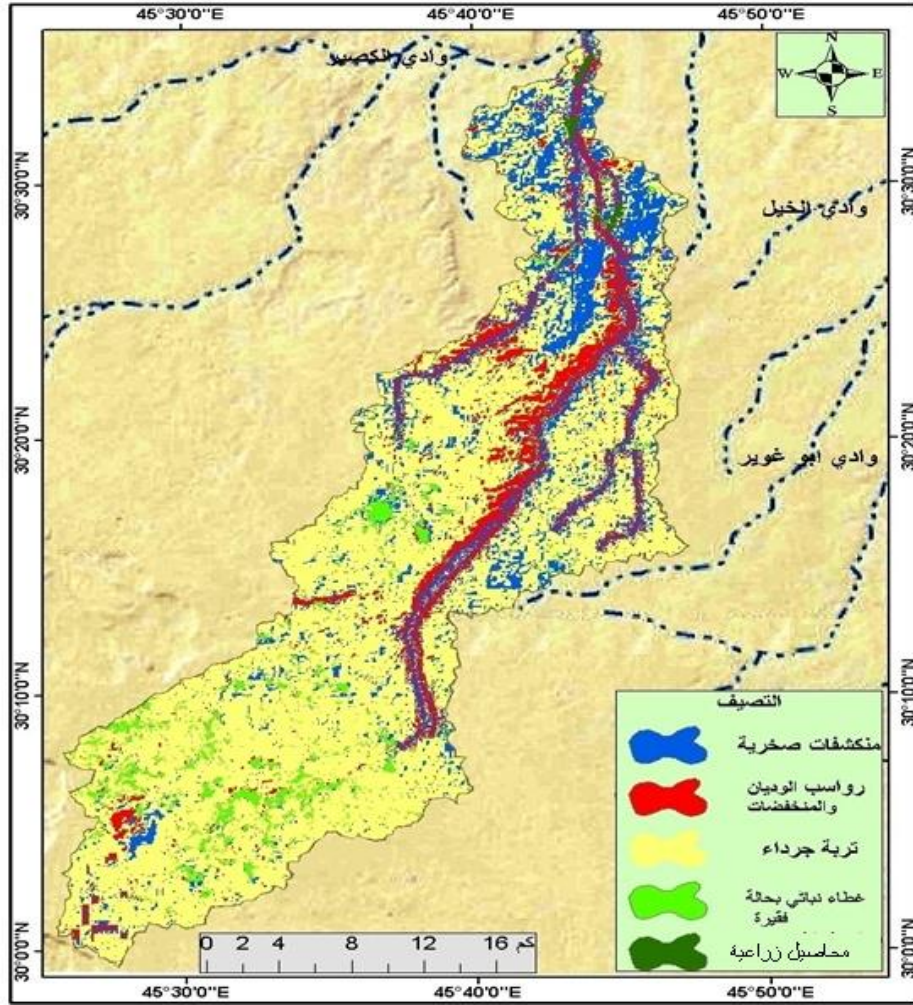 45°30'0"E 45°40'0"E 45°50'0"E
وادي الكصير
N
W E
S
30°30'0"N 30°30'0"N
وادي الخيل
30°20'0"N 30°20'0"N
وادي ابو غوير
30°10'0"N 30°10'0"N
التصيف
منكشفات صخرية
رواسب الوديان
والمنخفضات
تربة جرداء
غطاء نباتي بحالة
فقيرة
محاصيل زراعية
0 2 4 8 12 16 كم
30°0'0"N 30°0'0"N
45°30'0"E 45°40'0"E 45°50'0"E